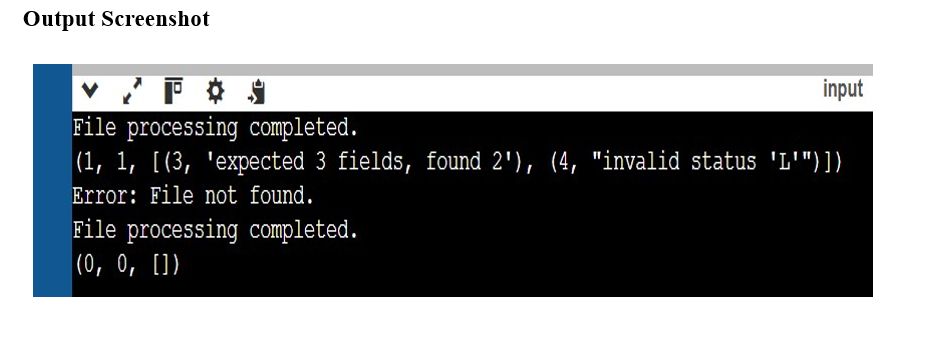 Output Screenshot
input
File processing completed.
(1, 1, [(3, 'expected 3 fields, found 2'), (4, "invalid status 'L'")])
Error: File not found.
File processing completed.
(0, 0, [])